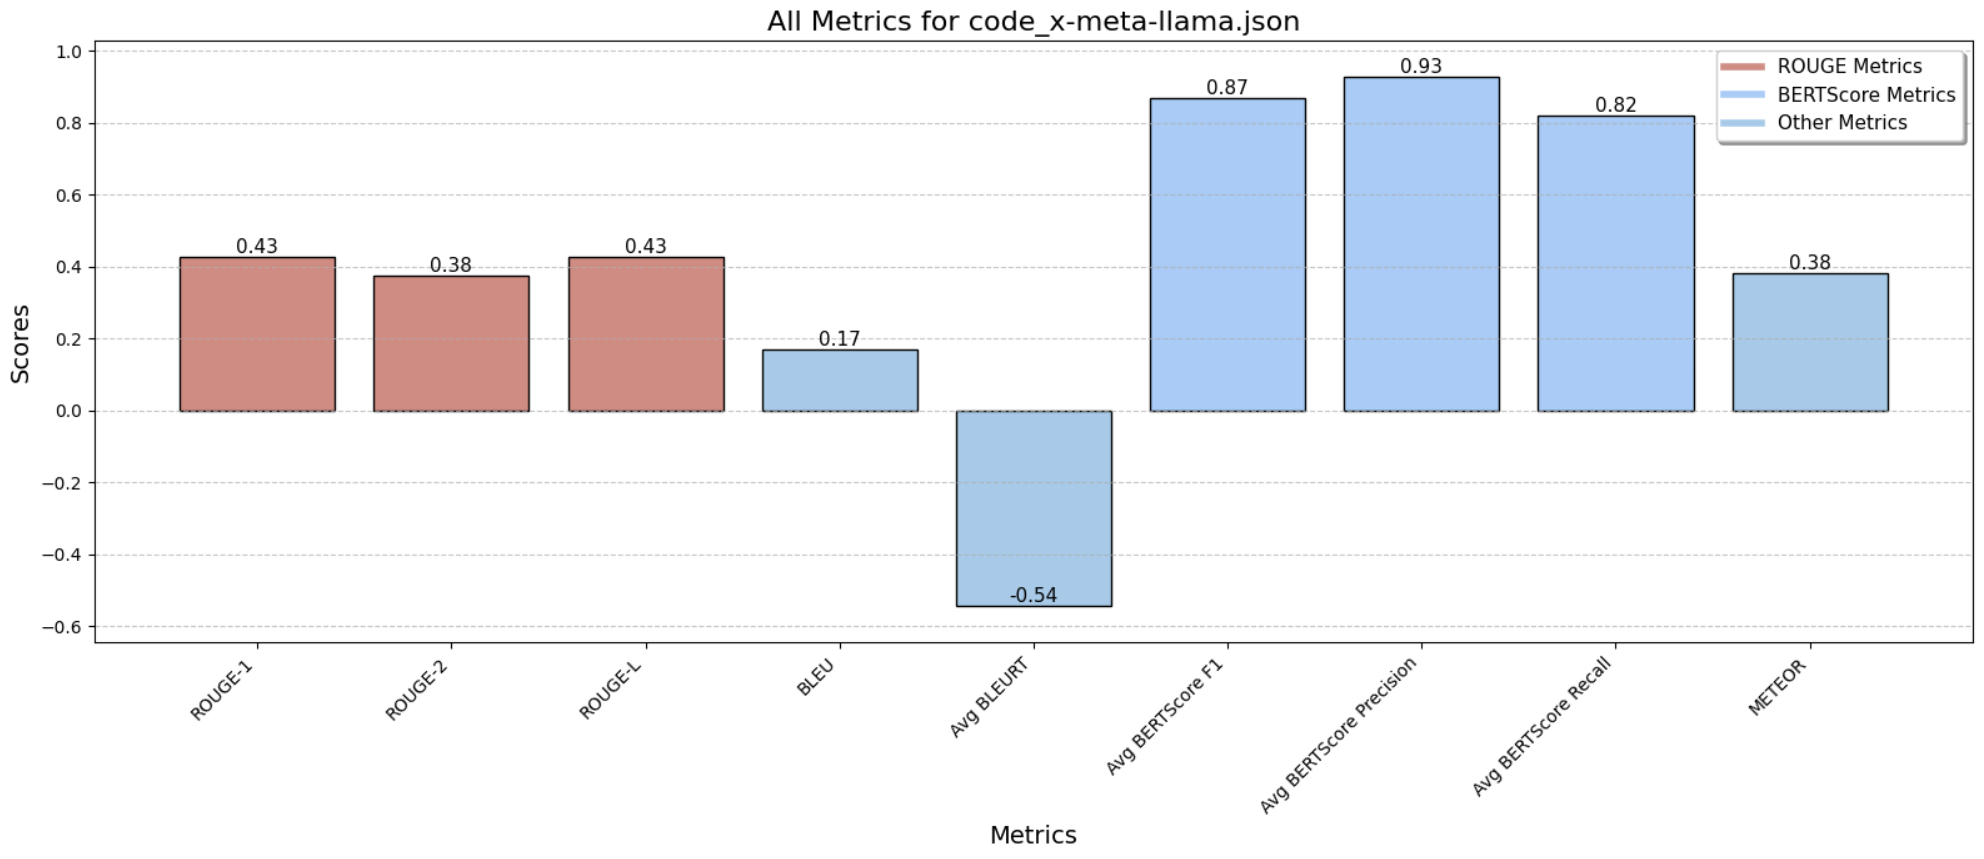 All Metrics for code_x-meta-llama.json
1.0
0.8
0.6
0.4
0.2
0.0
−0.2
−0.4
−0.6
Scores
0.43
0.38
0.43
0.17
-0.54
0.87
0.93
0.82
0.38
ROUGE Metrics
BERTScore Metrics
Other Metrics
ROUGE-1
ROUGE-2
ROUGE-L
BLEU
Avg BLEURT
Avg BERTScore F1
Avg BERTScore Precision
Avg BERTScore Recall
METEOR
Metrics